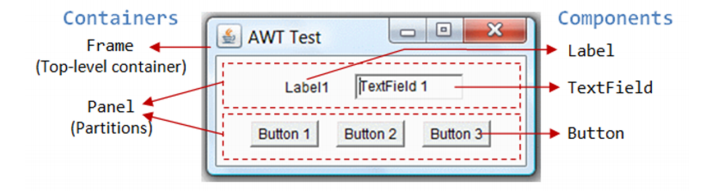 Containers
Components
Frame
(Top-level container)
AWT Test
Label
Label1
TextField 1
TextField
Panel
(Partitions)
Button 1
Button 2
Button 3
Button